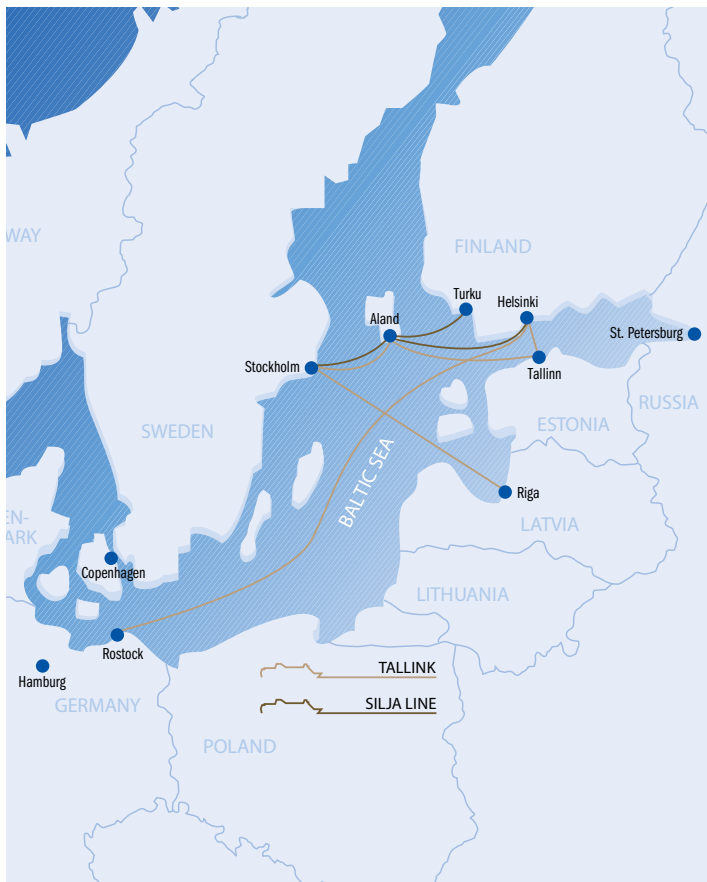 WAY
FINLAND
Turku
Helsinki
Aland
St. Petersburg
Stockholm
Tallinn
RUSSIA
SWEDEN
ESTONIA
BALTIC SEA
Riga
EN-
ARK
LATVIA
Copenhagen
LITHUANIA
Rostock
TALLINK
Hamburg
GERMANY
SILJA LINE
POLAND